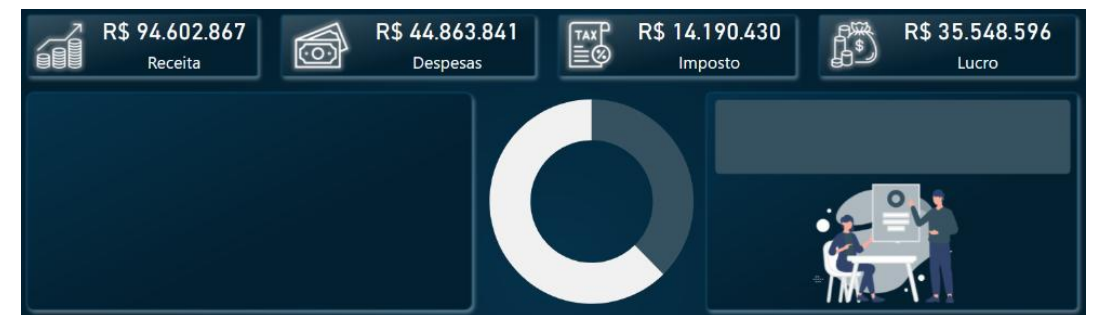 R$ 94.602.867
Receita
R$ 44.863.841
Despesas
TAX
R$ 14.190.430
Imposto
R$ 35.548.596
Lucro